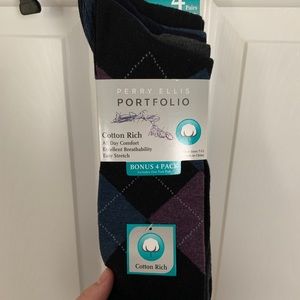 4
Pairs
PERRY ELLIS
PORTFOLIO
Cotton Rich
All Day Comfort
Excellent Breathability
Easy Stretch
BONUS 4 PACK
Cotton Rich